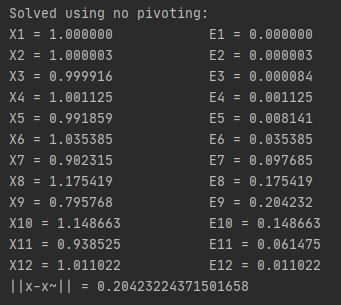 Solved using no pivoting:
X1 = 1.000000 E1 = 0.000000
X2 = 1.000003 E2 = 0.000003
X3 = 0.999916 E3 = 0.000084
X4 = 1.001125 E4 = 0.001125
X5 = 0.991859 E5 = 0.008141
X6 = 1.035385 E6 = 0.035385
X7 = 0.902315 E7 = 0.097685
X8 = 1.175419 E8 = 0.175419
X9 = 0.795768 E9 = 0.204232
X10 = 1.148663 E10 = 0.148663
X11 = 0.938525 E11 = 0.061475
X12 = 1.011022 E12 = 0.011022
||x-x~|| = 0.20423224371501658